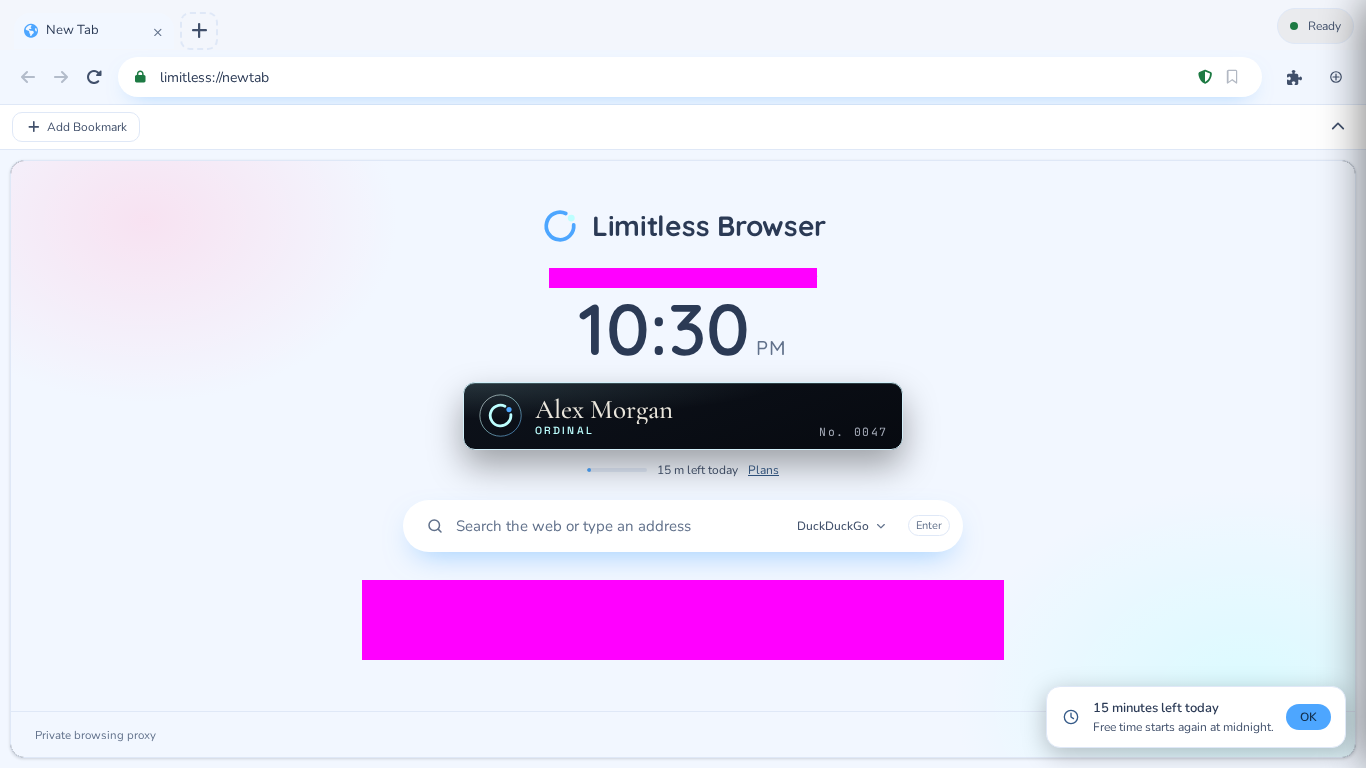 New Tab
Ready
limitless://newtab
Add Bookmark
Limitless Browser
10:30 PM
Alex Morgan
ORDINAL
No. 0047
15 m left today Plans
Search the web or type an address
DuckDuckGo
Enter
15 minutes left today
Free time starts again at midnight.
OK
Private browsing proxy